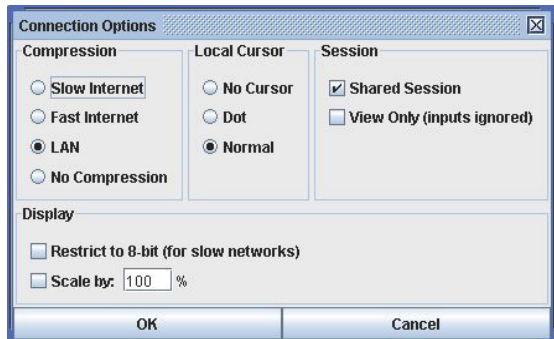 Connection Options
Compression
Slow Internet
Fast Internet
LAN
No Compression
Local Cursor
No Cursor
Dot
Normal
Session
Shared Session
View Only (inputs ignored)
Display
Restrict to 8-bit (for slow networks)
Scale by: 100 %
OK
Cancel